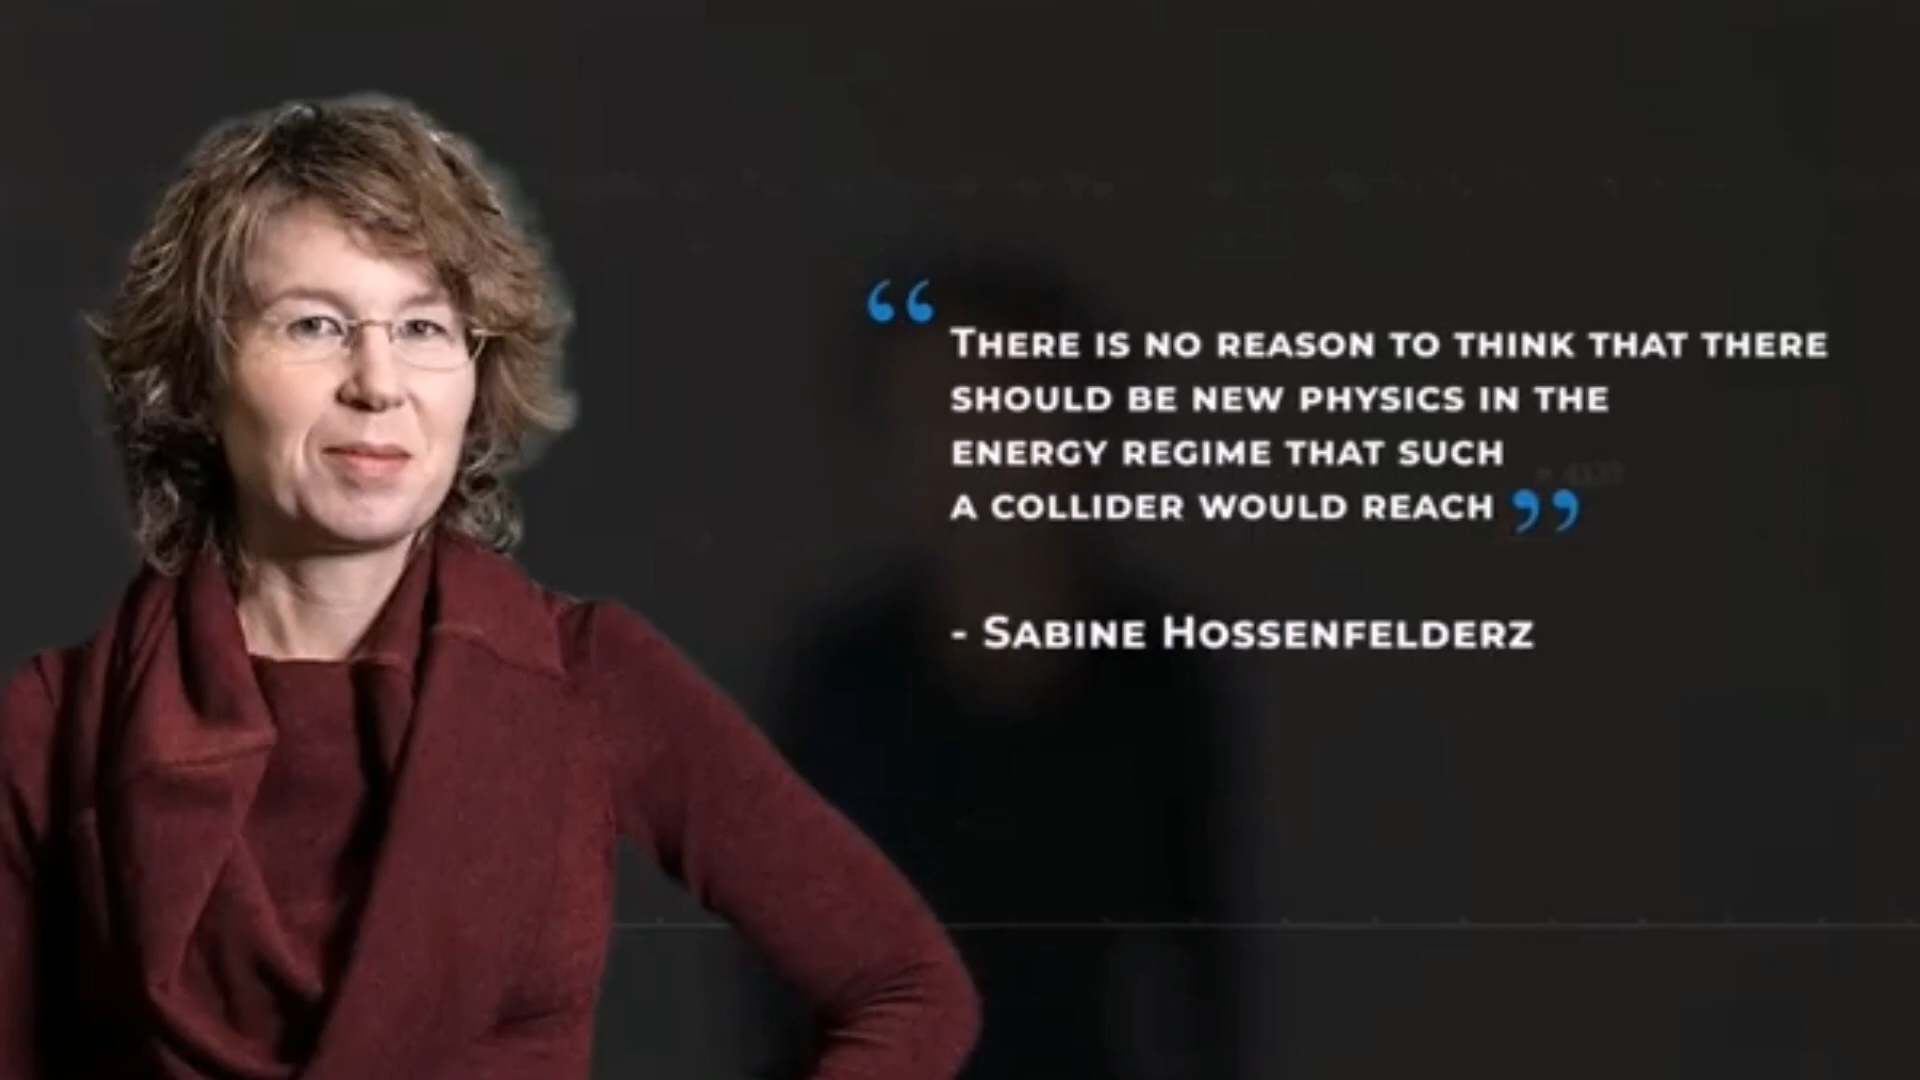 “ There is no reason to think that there
should be new physics in the
energy regime that such
a collider would reach ”
- Sabine Hossenfelderz